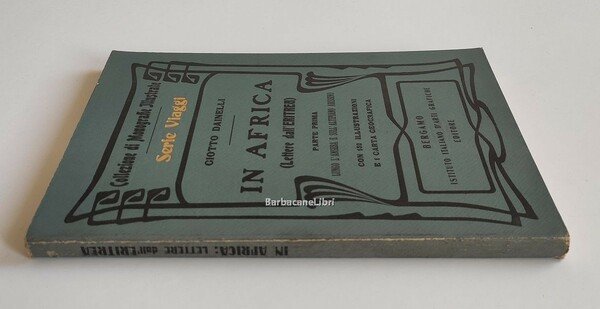 Collezione di Monografie Illustrate
Serie Viaggi
GIOTTO DAINELLI
IN AFRICA
(Lettere dall'ERITREA)
PARTE PRIMA
CON 153 ILLUSTRAZIONI
E 1 CARTA GEOGRAFICA
BERGAMO
ISTITUTO ITALIANO D'ARTI GRAFICHE
EDITORE
BarbacaneLibri
IN AFRICA: LETTERE dall'ERITREA